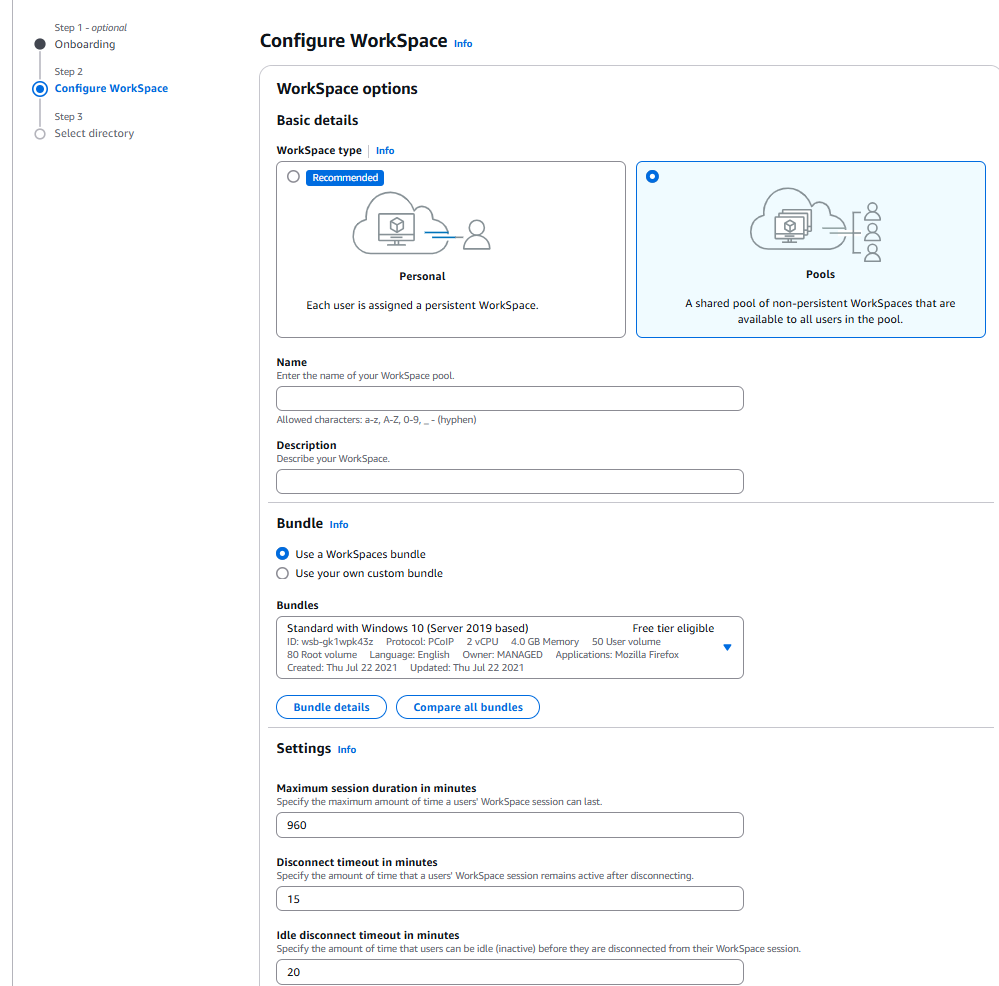 Step 1 - optional
Onboarding
Step 2
Configure WorkSpace
Step 3
Select directory
Configure WorkSpace Info
WorkSpace options
Basic details
WorkSpace type Info
Recommended
Personal
Each user is assigned a persistent WorkSpace.
Pools
A shared pool of non-persistent WorkSpaces that are
available to all users in the pool.
Name
Enter the name of your WorkSpace pool.
Allowed characters: a-z, A-Z, 0-9, _ - (hyphen)
Description
Describe your WorkSpace.
Bundle Info
Use a WorkSpaces bundle
Use your own custom bundle
Bundles
Standard with Windows 10 (Server 2019 based) Free tier eligible
ID: wsb-gk1wpk43z Protocol: PCoIP 2 vCPU 4.0 GB Memory 50 User volume
80 Root volume Language: English Owner: MANAGED Applications: Mozilla Firefox
Created: Thu Jul 22 2021 Updated: Thu Jul 22 2021
Bundle details Compare all bundles
Settings Info
Maximum session duration in minutes
Specify the maximum amount of time a users' WorkSpace session can last.
960
Disconnect timeout in minutes
Specify the amount of time that a users' WorkSpace session remains active after disconnecting.
15
Idle disconnect timeout in minutes
Specify the amount of time that users can be idle (inactive) before they are disconnected from their WorkSpace session.
20